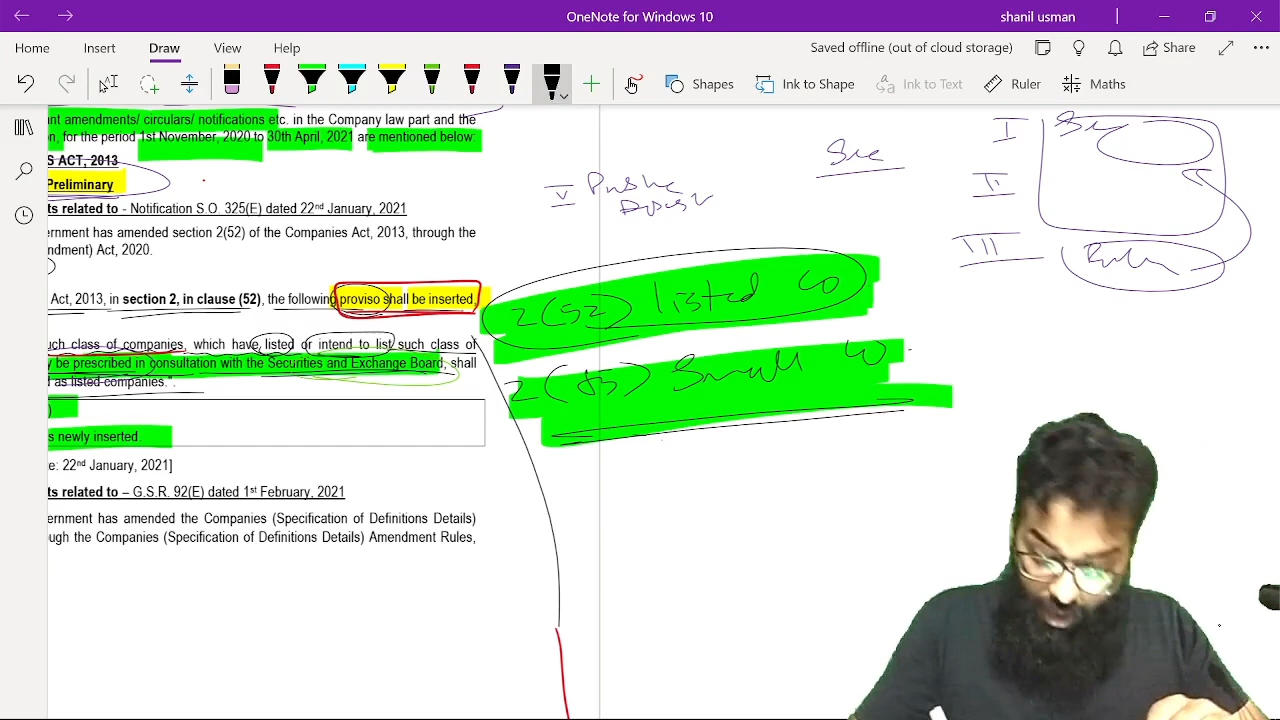 OneNote for Windows 10
shanil usman
Home Insert Draw View Help
Saved offline (out of cloud storage)
Share
Shapes
Ink to Shape
Ink to Text
Ruler
Maths
nt amendments/ circulars/ notifications etc. in the Company law part and the
n, for the period 1st November, 2020 to 30th April, 2021 are mentioned below:
S ACT, 2013
Preliminary
ts related to - Notification S.O. 325(E) dated 22nd January, 2021
ernment has amended section 2(52) of the Companies Act, 2013, through the
ndment) Act, 2020.
Act, 2013, in section 2, in clause (52), the following proviso shall be inserted,
uch class of companies, which have listed or intend to list such class of
y be prescribed in consultation with the Securities and Exchange Board, shall
d as listed companies.".
)
s newly inserted.
e: 22nd January, 2021]
ts related to – G.S.R. 92(E) dated 1st February, 2021
ernment has amended the Companies (Specification of Definitions Details)
ugh the Companies (Specification of Definitions Details) Amendment Rules,
Sec
I Sec
II
III Rules
V
2(52) listed Co
2(85) Small Co